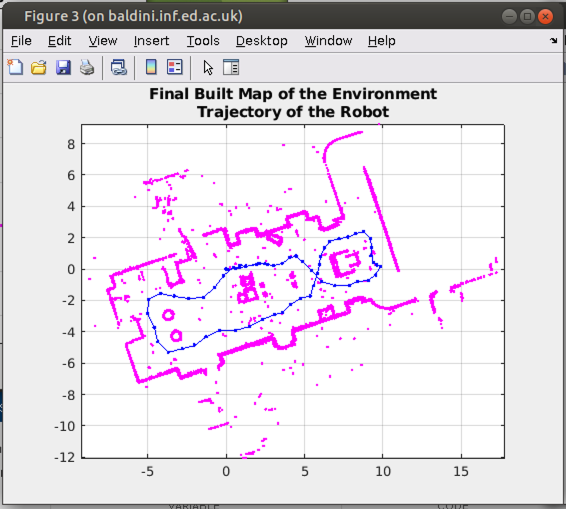 Figure 3 (on baldini.inf.ed.ac.uk)
File Edit View Insert Tools Desktop Window Help
Final Built Map of the Environment
Trajectory of the Robot
8
6
4
2
0
-2
-4
-6
-8
-10
-12
-5 0 5 10 15
VARIABLE CODE